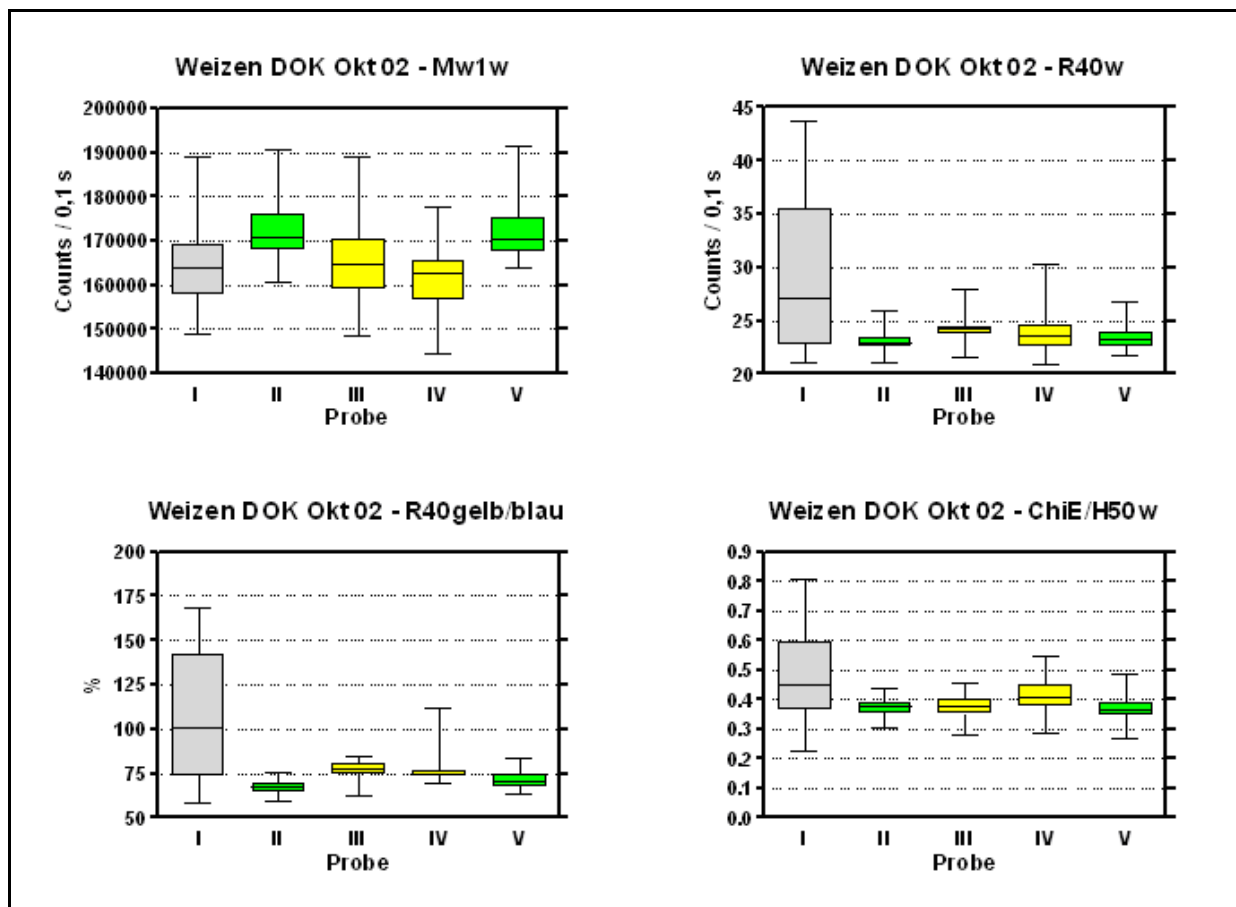 Weizen DOK Okt 02 - Mw1w
Counts / 0,1 s
200000
190000
180000
170000
160000
150000
140000
I II III IV V
Probe
Weizen DOK Okt 02 - R40w
Counts / 0,1 s
45
40
35
30
25
20
I II III IV V
Probe
Weizen DOK Okt 02 - R40gelb/blau
%
200
175
150
125
100
75
50
I II III IV V
Probe
Weizen DOK Okt 02 - ChiE/H50w
0.9
0.8
0.7
0.6
0.5
0.4
0.3
0.2
0.1
0.0
I II III IV V
Probe